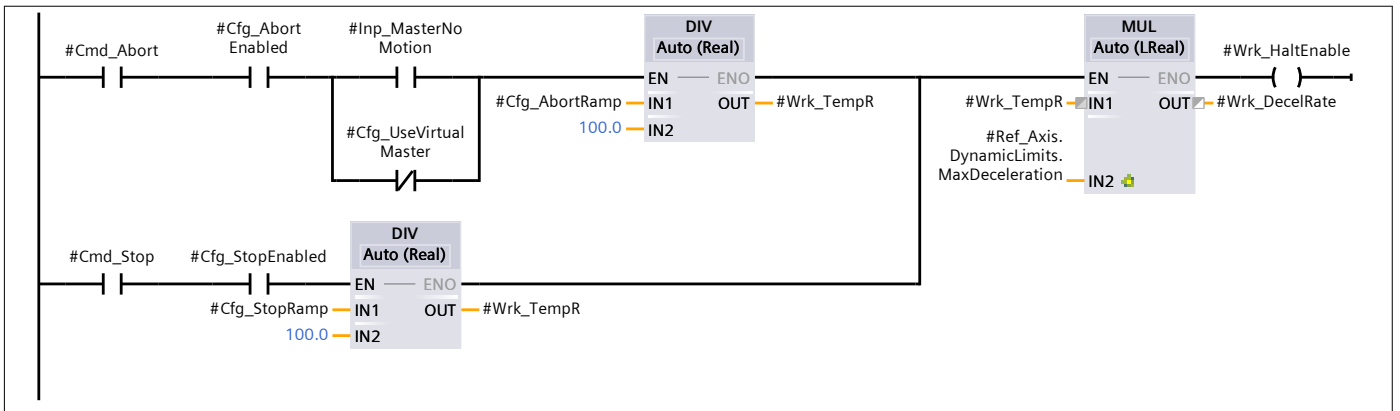 #Cmd_Abort
#Cfg_Abort
Enabled
#Inp_MasterNo
Motion
#Cfg_UseVirtual
Master
DIV
Auto (Real)
EN
ENO
#Cfg_AbortRamp
IN1
OUT
#Wrk_TempR
100.0
IN2
MUL
Auto (LReal)
EN
ENO
#Wrk_HaltEnable
#Wrk_TempR
IN1
OUT
#Wrk_DecelRate
#Ref_Axis.
DynamicLimits.
MaxDeceleration
IN2
#Cmd_Stop
#Cfg_StopEnabled
DIV
Auto (Real)
EN
ENO
#Cfg_StopRamp
IN1
OUT
#Wrk_TempR
100.0
IN2